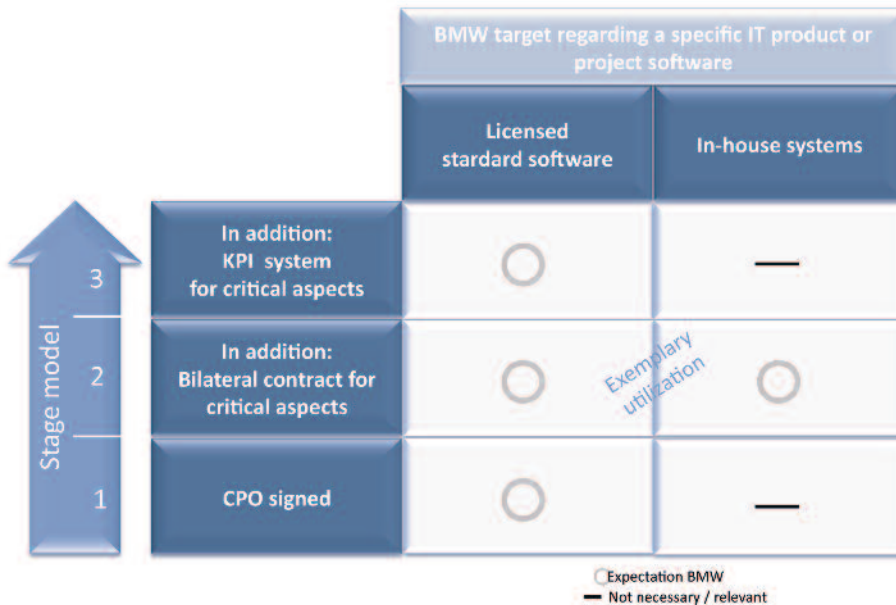 BMW target regarding a specific IT product or
project software
Licensed
stardard software
In-house systems
In addition:
KPI system
for critical aspects
3
In addition:
Bilateral contract for
critical aspects
2
Exemplary
utilization
CPO signed
1
Stage model
Expectation BMW
Not necessary / relevant